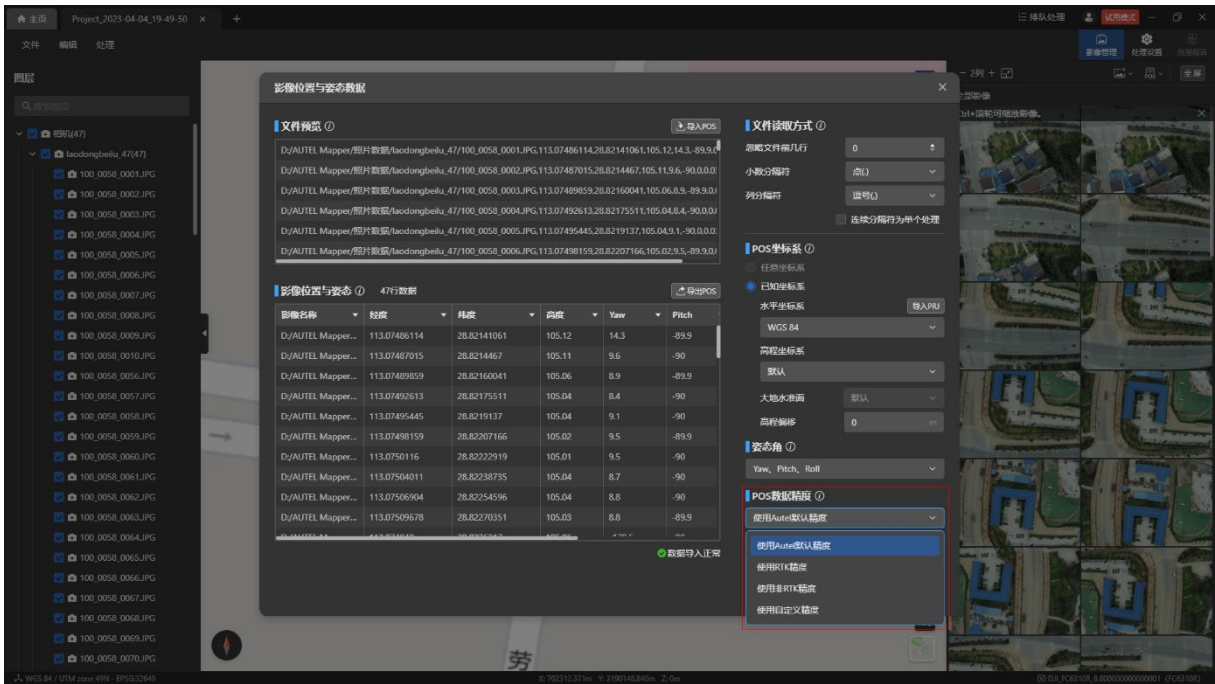 主页 Project_2023-04-04_19-49-50 × + 排队处理 试用模式
文件 编辑 处理 影像管理 处理设置 质量报告
图层 2列 + 全屏
搜索图层
相机(47)
laodongbeilu_47(47)
100_0058_0001.JPG
100_0058_0002.JPG
100_0058_0003.JPG
100_0058_0004.JPG
100_0058_0005.JPG
100_0058_0006.JPG
100_0058_0007.JPG
100_0058_0008.JPG
100_0058_0009.JPG
100_0058_0010.JPG
100_0058_0056.JPG
100_0058_0057.JPG
100_0058_0058.JPG
100_0058_0059.JPG
100_0058_0060.JPG
100_0058_0061.JPG
100_0058_0062.JPG
100_0058_0063.JPG
100_0058_0064.JPG
100_0058_0065.JPG
100_0058_0066.JPG
100_0058_0067.JPG
100_0058_0068.JPG
100_0058_0069.JPG
100_0058_0070.JPG
影像位置与姿态数据
文件预览 导入POS
D:/AUTEL Mapper/照片数据/laodongbeilu_47/100_0058_0001.JPG,113.07486114,28.82141061,105.12,14.3,-89.9,0
D:/AUTEL Mapper/照片数据/laodongbeilu_47/100_0058_0002.JPG,113.07487015,28.8214467,105.11,9.6,-90.0,0.0
D:/AUTEL Mapper/照片数据/laodongbeilu_47/100_0058_0003.JPG,113.07489859,28.82160041,105.06,8.9,-89.9,0.
D:/AUTEL Mapper/照片数据/laodongbeilu_47/100_0058_0004.JPG,113.07492613,28.82175511,105.04,8.4,-90.0,0.
D:/AUTEL Mapper/照片数据/laodongbeilu_47/100_0058_0005.JPG,113.07495445,28.8219137,105.04,9.1,-90.0,0.0
D:/AUTEL Mapper/照片数据/laodongbeilu_47/100_0058_0006.JPG,113.07498159,28.82207166,105.02,9.5,-89.9,0.
影像位置与姿态 47行数据 导出POS
影像名称 经度 纬度 高度 Yaw Pitch
D:/AUTEL Mapper... 113.07486114 28.82141061 105.12 14.3 -89.9
D:/AUTEL Mapper... 113.07487015 28.8214467 105.11 9.6 -90
D:/AUTEL Mapper... 113.07489859 28.82160041 105.06 8.9 -89.9
D:/AUTEL Mapper... 113.07492613 28.82175511 105.04 8.4 -90
D:/AUTEL Mapper... 113.07495445 28.8219137 105.04 9.1 -90
D:/AUTEL Mapper... 113.07498159 28.82207166 105.02 9.5 -89.9
D:/AUTEL Mapper... 113.0750116 28.82222919 105.01 9.5 -90
D:/AUTEL Mapper... 113.07504011 28.82238735 105.04 8.7 -90
D:/AUTEL Mapper... 113.07506904 28.82254596 105.04 8.8 -90
D:/AUTEL Mapper... 113.07509678 28.82270351 105.03 8.8 -89.9
数据导入正常
文件读取方式
忽略文件前几行 0
小数分隔符 点(.)
列分隔符 逗号(,)
连续分隔符为单个处理
POS坐标系
任意坐标系
已知坐标系
水平坐标系 导入PRJ
WGS 84
高程坐标系
默认
大地水准面 默认
高程偏移 0 m
姿态角
Yaw、Pitch、Roll
POS数据精度
使用Autel默认精度
使用Autel默认精度
使用RTK精度
使用非RTK精度
使用自定义精度
全部影像
Ctrl+滚轮可缩放影像。
劳
WGS 84 / UTM zone 49N - EPSG:32649 X: 702312.371m Y: 3190148.840m Z: 0m DJI_FC6310R_8.800000000000001 (FC6310R)